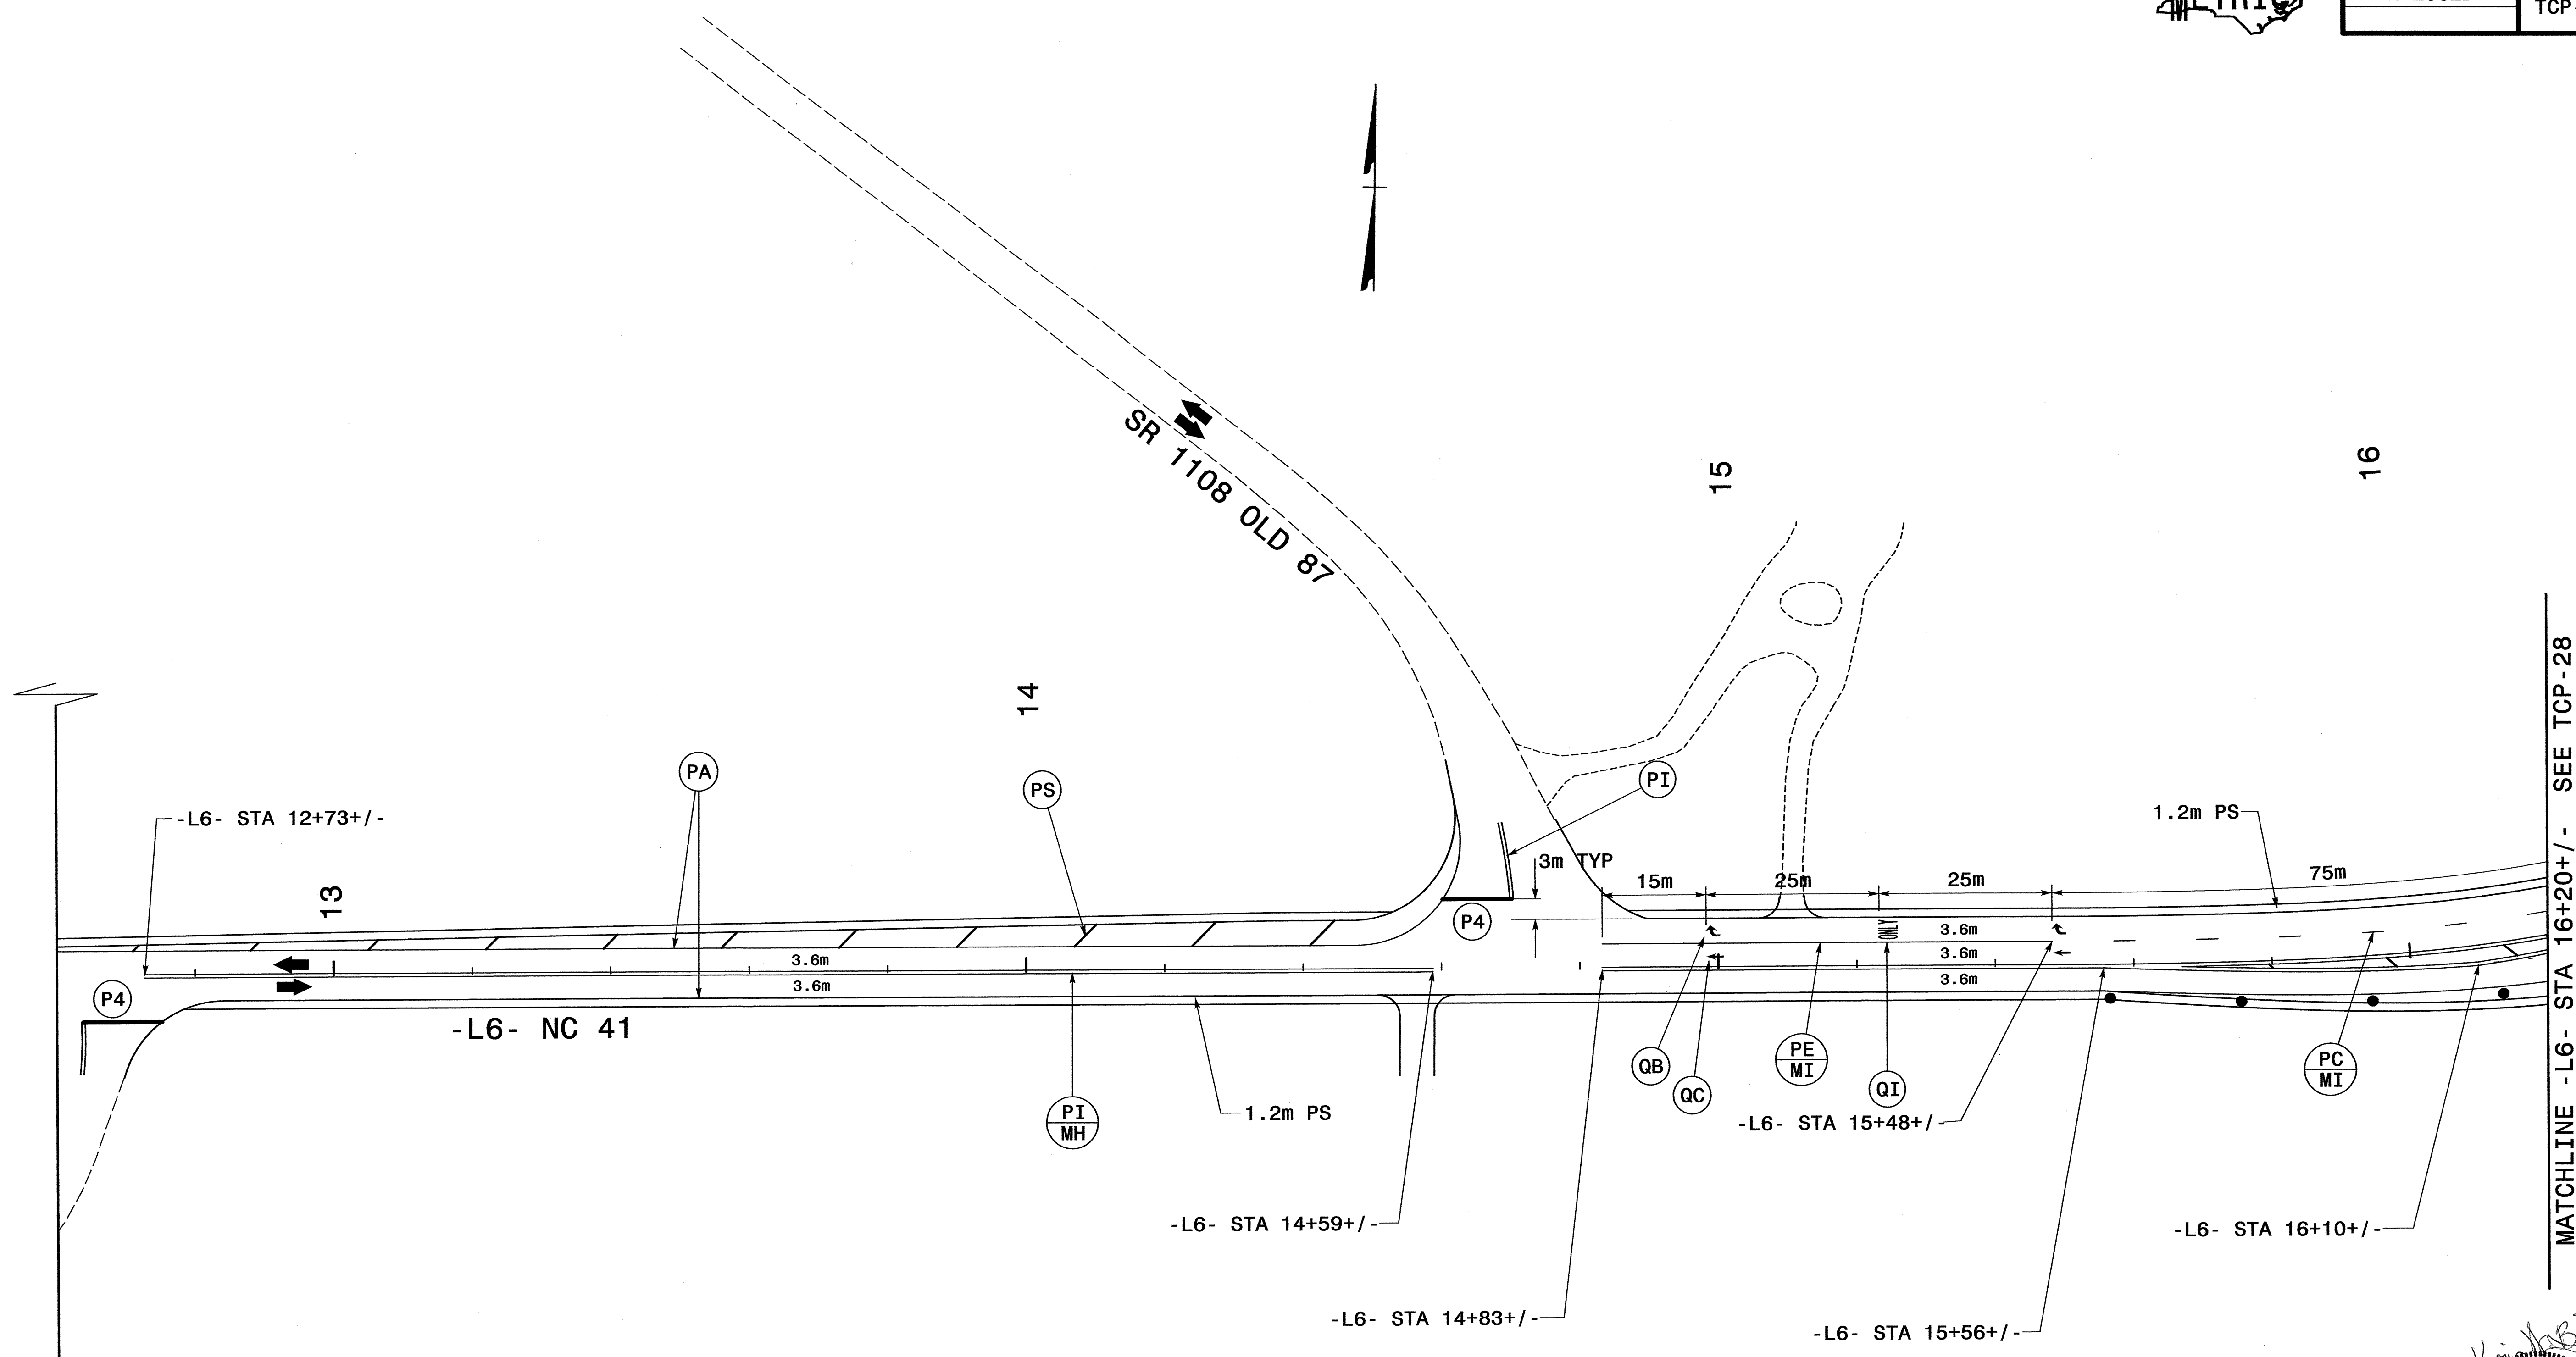 METRIC
TCP-
SR 1108 OLD 87
15
16
14
13
PA
PS
PI
-L6- STA 12+73+/-
1.2m PS
3m TYP
15m
25m
25m
75m
P4
ONLY
3.6m
3.6m
3.6m
3.6m
3.6m
P4
-L6- NC 41
QB
QC
PE
MI
QI
PC
MI
PI
MH
1.2m PS
-L6- STA 15+48+/-
-L6- STA 14+59+/-
-L6- STA 16+10+/-
-L6- STA 14+83+/-
-L6- STA 15+56+/-
MATCHLINE -L6- STA 16+20+/- SEE TCP-28